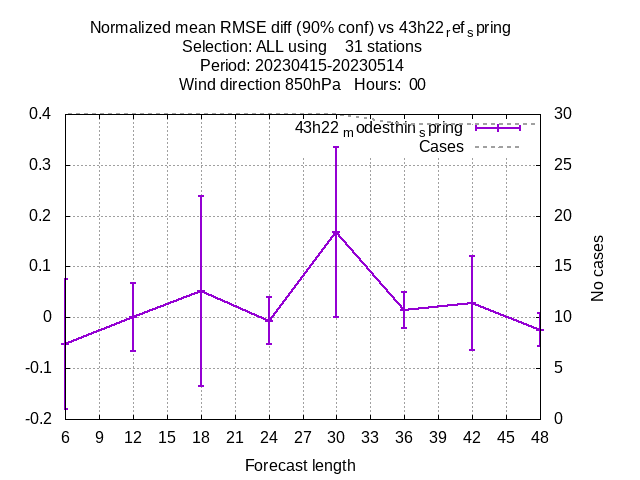 Normalized mean RMSE diff (90% conf) vs 43h22refspring
Selection: ALL using    31 stations
Period: 20230415-20230514
Wind direction 850hPa   Hours:  00
43h22modesthinspring
Cases
0.4
0.3
0.2
0.1
0
-0.1
-0.2
30
25
20
15
10
5
0
No cases
6 9 12 15 18 21 24 27 30 33 36 39 42 45 48
Forecast length